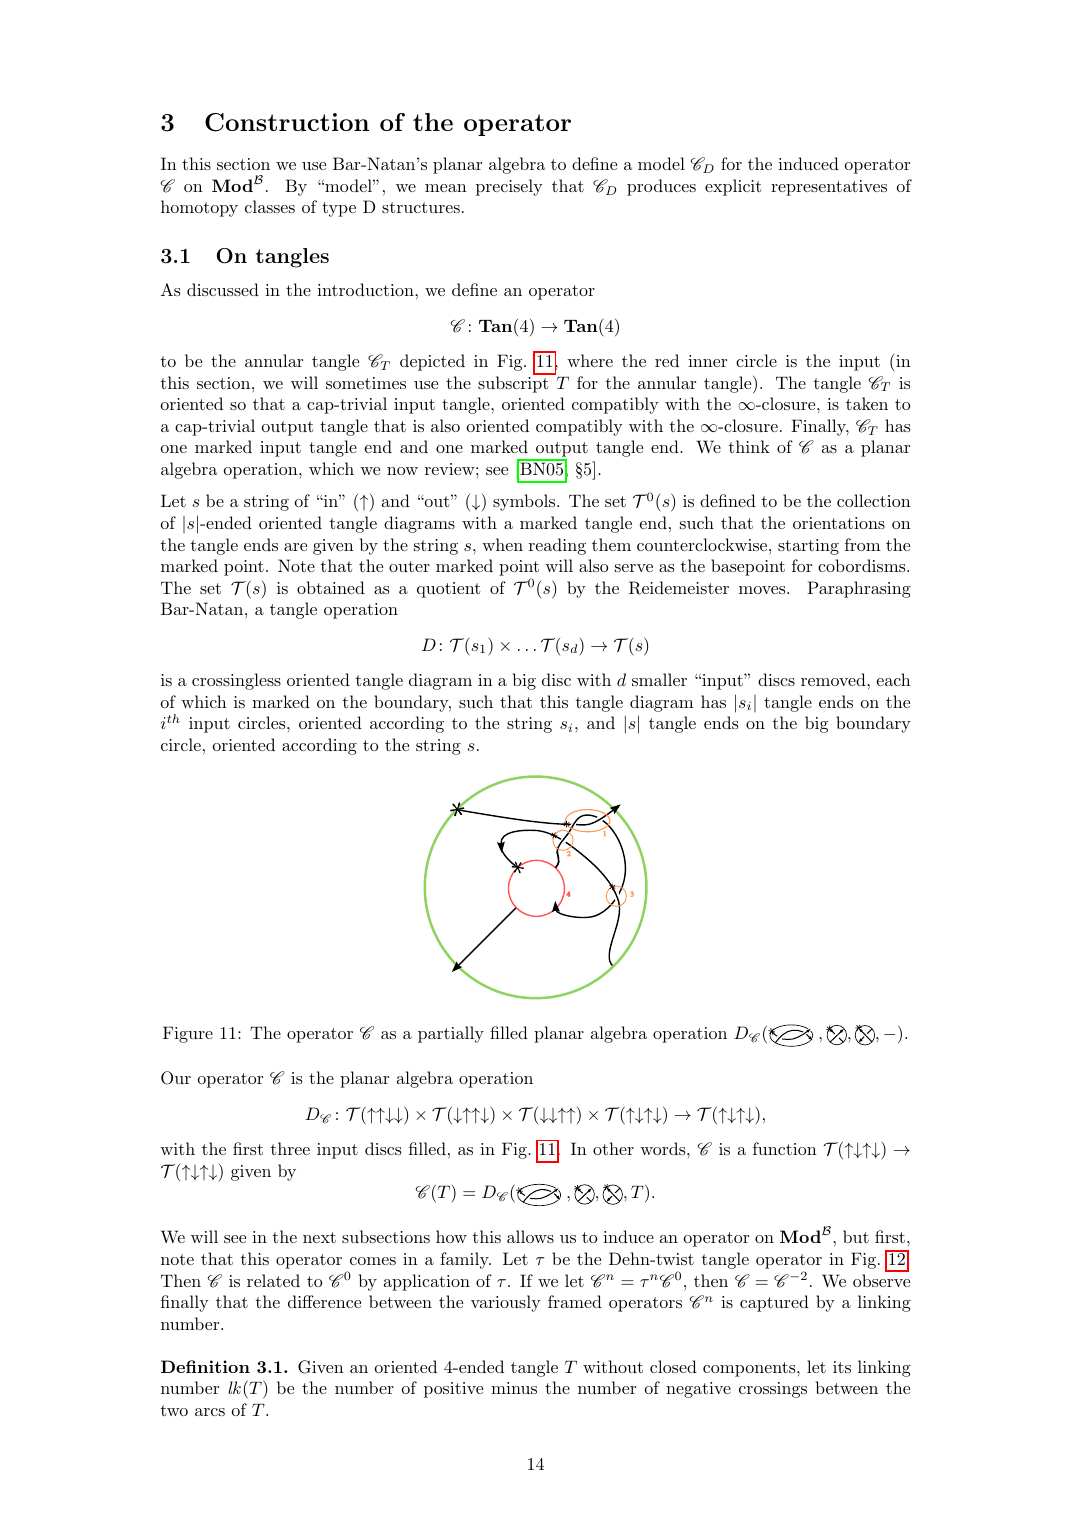 3 Construction of the operator
In this section we use Bar-Natan's planar algebra to define a model 𝒞_D for the induced operator
𝒞 on Mod^ℬ. By “model”, we mean precisely that 𝒞_D produces explicit representatives of
homotopy classes of type D structures.
3.1 On tangles
As discussed in the introduction, we define an operator
𝒞: Tan(4) → Tan(4)
to be the annular tangle 𝒞_T depicted in Fig. 11, where the red inner circle is the input (in
this section, we will sometimes use the subscript T for the annular tangle). The tangle 𝒞_T is
oriented so that a cap-trivial input tangle, oriented compatibly with the ∞-closure, is taken to
a cap-trivial output tangle that is also oriented compatibly with the ∞-closure. Finally, 𝒞_T has
one marked input tangle end and one marked output tangle end. We think of 𝒞 as a planar
algebra operation, which we now review; see [BN05, §5].
Let s be a string of “in” (↑) and “out” (↓) symbols. The set 𝒯⁰(s) is defined to be the collection
of |s|-ended oriented tangle diagrams with a marked tangle end, such that the orientations on
the tangle ends are given by the string s, when reading them counterclockwise, starting from the
marked point. Note that the outer marked point will also serve as the basepoint for cobordisms.
The set 𝒯(s) is obtained as a quotient of 𝒯⁰(s) by the Reidemeister moves. Paraphrasing
Bar-Natan, a tangle operation
D: 𝒯(s₁) × … 𝒯(s_d) → 𝒯(s)
is a crossingless oriented tangle diagram in a big disc with d smaller “input” discs removed, each
of which is marked on the boundary, such that this tangle diagram has |s_i| tangle ends on the
i^th input circles, oriented according to the string s_i, and |s| tangle ends on the big boundary
circle, oriented according to the string s.
1
2
4
3
Figure 11: The operator 𝒞 as a partially filled planar algebra operation D_𝒞( , , , −).
Our operator 𝒞 is the planar algebra operation
D_𝒞: 𝒯(↑↑↓↓) × 𝒯(↓↑↑↓) × 𝒯(↓↓↑↑) × 𝒯(↑↓↑↓) → 𝒯(↑↓↑↓),
with the first three input discs filled, as in Fig. 11. In other words, 𝒞 is a function 𝒯(↑↓↑↓) →
𝒯(↑↓↑↓) given by
𝒞(T) = D_𝒞( , , , T).
We will see in the next subsections how this allows us to induce an operator on Mod^ℬ, but first,
note that this operator comes in a family. Let τ be the Dehn-twist tangle operator in Fig. 12.
Then 𝒞 is related to 𝒞⁰ by application of τ. If we let 𝒞ⁿ = τⁿ𝒞⁰, then 𝒞 = 𝒞⁻². We observe
finally that the difference between the variously framed operators 𝒞ⁿ is captured by a linking
number.
Definition 3.1. Given an oriented 4-ended tangle T without closed components, let its linking
number lk(T) be the number of positive minus the number of negative crossings between the
two arcs of T.
14